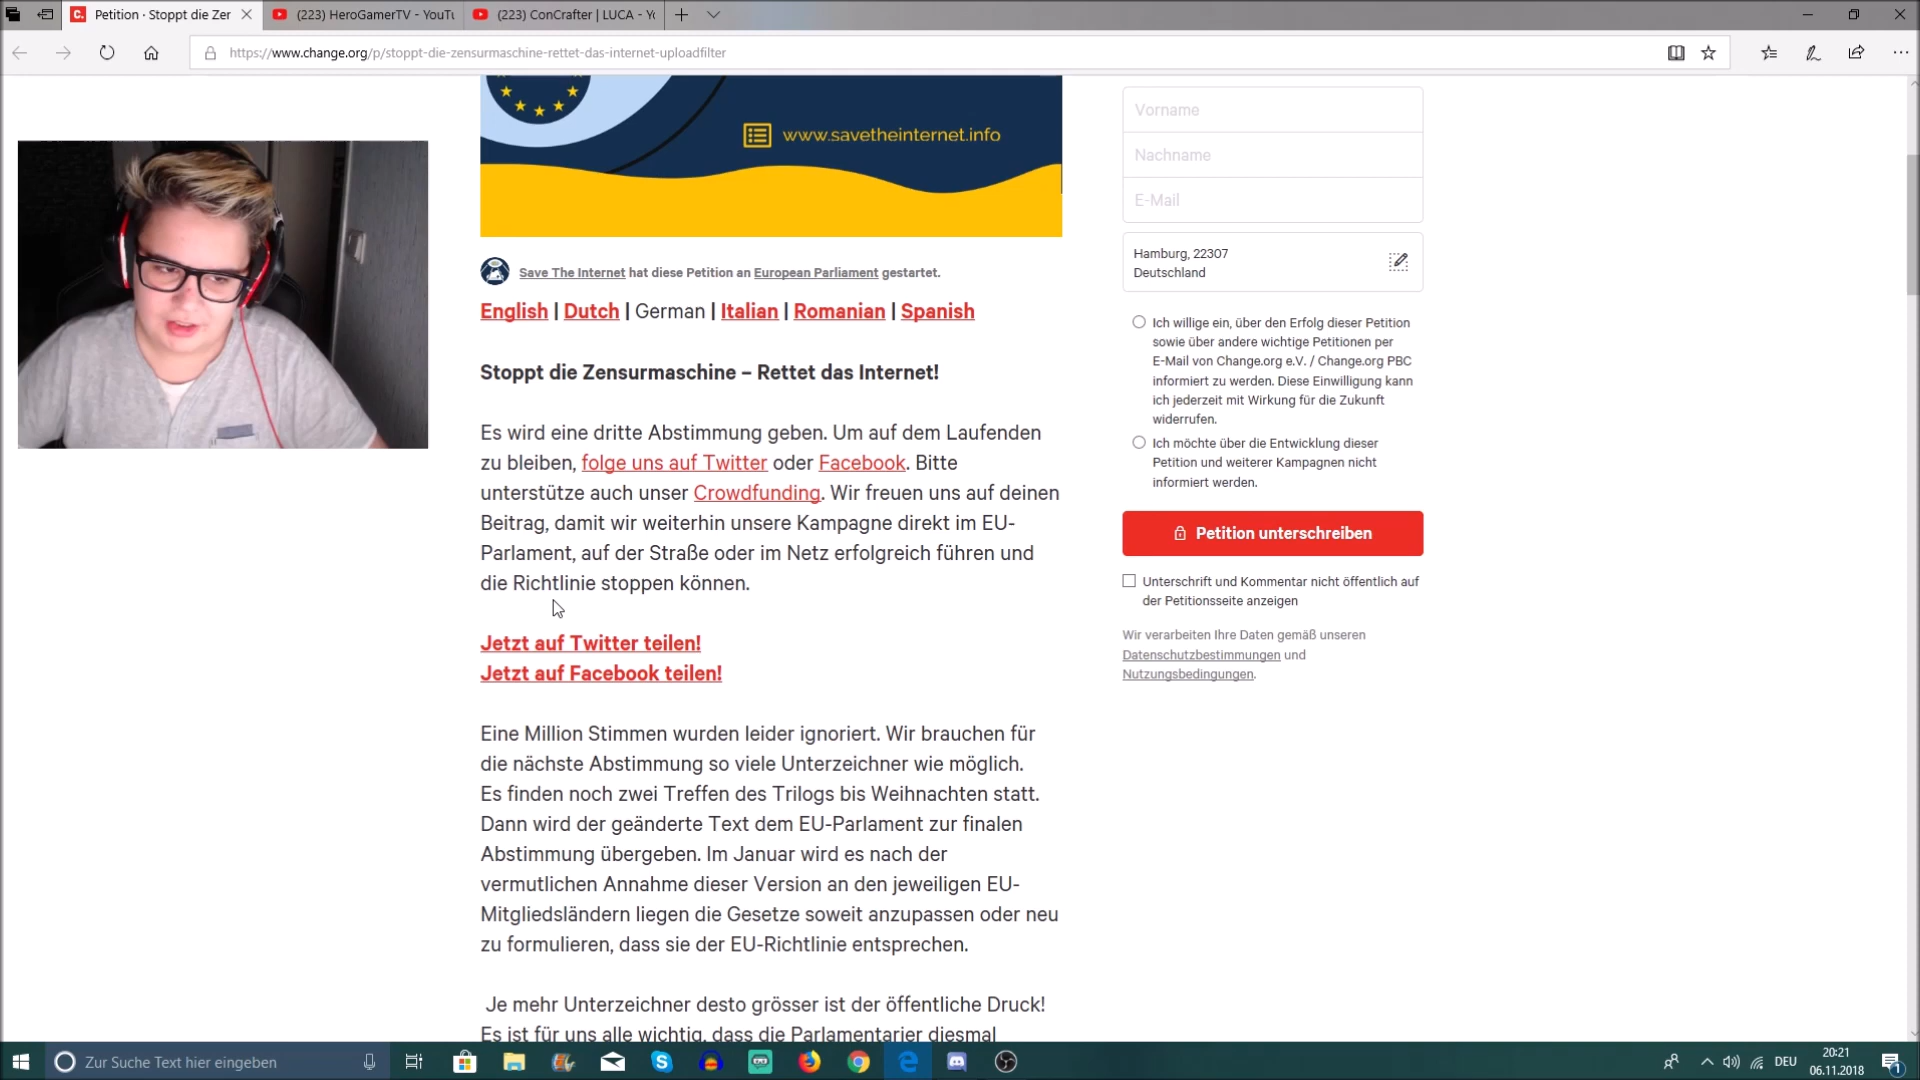 Petition · Stoppt die Zer
(223) HeroGamerTV - YouTu
(223) ConCrafter | LUCA - Yo
https://www.change.org/p/stoppt-die-zensurmaschine-rettet-das-internet-uploadfilter
www.savetheinternet.info
Save The Internet hat diese Petition an European Parliament gestartet.
English | Dutch | German | Italian | Romanian | Spanish
Stoppt die Zensurmaschine – Rettet das Internet!
Es wird eine dritte Abstimmung geben. Um auf dem Laufenden
zu bleiben, folge uns auf Twitter oder Facebook. Bitte
unterstütze auch unser Crowdfunding. Wir freuen uns auf deinen
Beitrag, damit wir weiterhin unsere Kampagne direkt im EU-
Parlament, auf der Straße oder im Netz erfolgreich führen und
die Richtlinie stoppen können.
Jetzt auf Twitter teilen!
Jetzt auf Facebook teilen!
Eine Million Stimmen wurden leider ignoriert. Wir brauchen für
die nächste Abstimmung so viele Unterzeichner wie möglich.
Es finden noch zwei Treffen des Trilogs bis Weihnachten statt.
Dann wird der geänderte Text dem EU-Parlament zur finalen
Abstimmung übergeben. Im Januar wird es nach der
vermutlichen Annahme dieser Version an den jeweiligen EU-
Mitgliedsländern liegen die Gesetze soweit anzupassen oder neu
zu formulieren, dass sie der EU-Richtlinie entsprechen.
Je mehr Unterzeichner desto grösser ist der öffentliche Druck!
Es ist für uns alle wichtig, dass die Parlamentarier diesmal
Vorname
Nachname
E-Mail
Hamburg, 22307
Deutschland
Ich willige ein, über den Erfolg dieser Petition
sowie über andere wichtige Petitionen per
E-Mail von Change.org e.V. / Change.org PBC
informiert zu werden. Diese Einwilligung kann
ich jederzeit mit Wirkung für die Zukunft
widerrufen.
Ich möchte über die Entwicklung dieser
Petition und weiterer Kampagnen nicht
informiert werden.
Petition unterschreiben
Unterschrift und Kommentar nicht öffentlich auf
der Petitionsseite anzeigen
Wir verarbeiten Ihre Daten gemäß unseren
Datenschutzbestimmungen und
Nutzungsbedingungen.
Zur Suche Text hier eingeben
DEU
20:21
06.11.2018
1